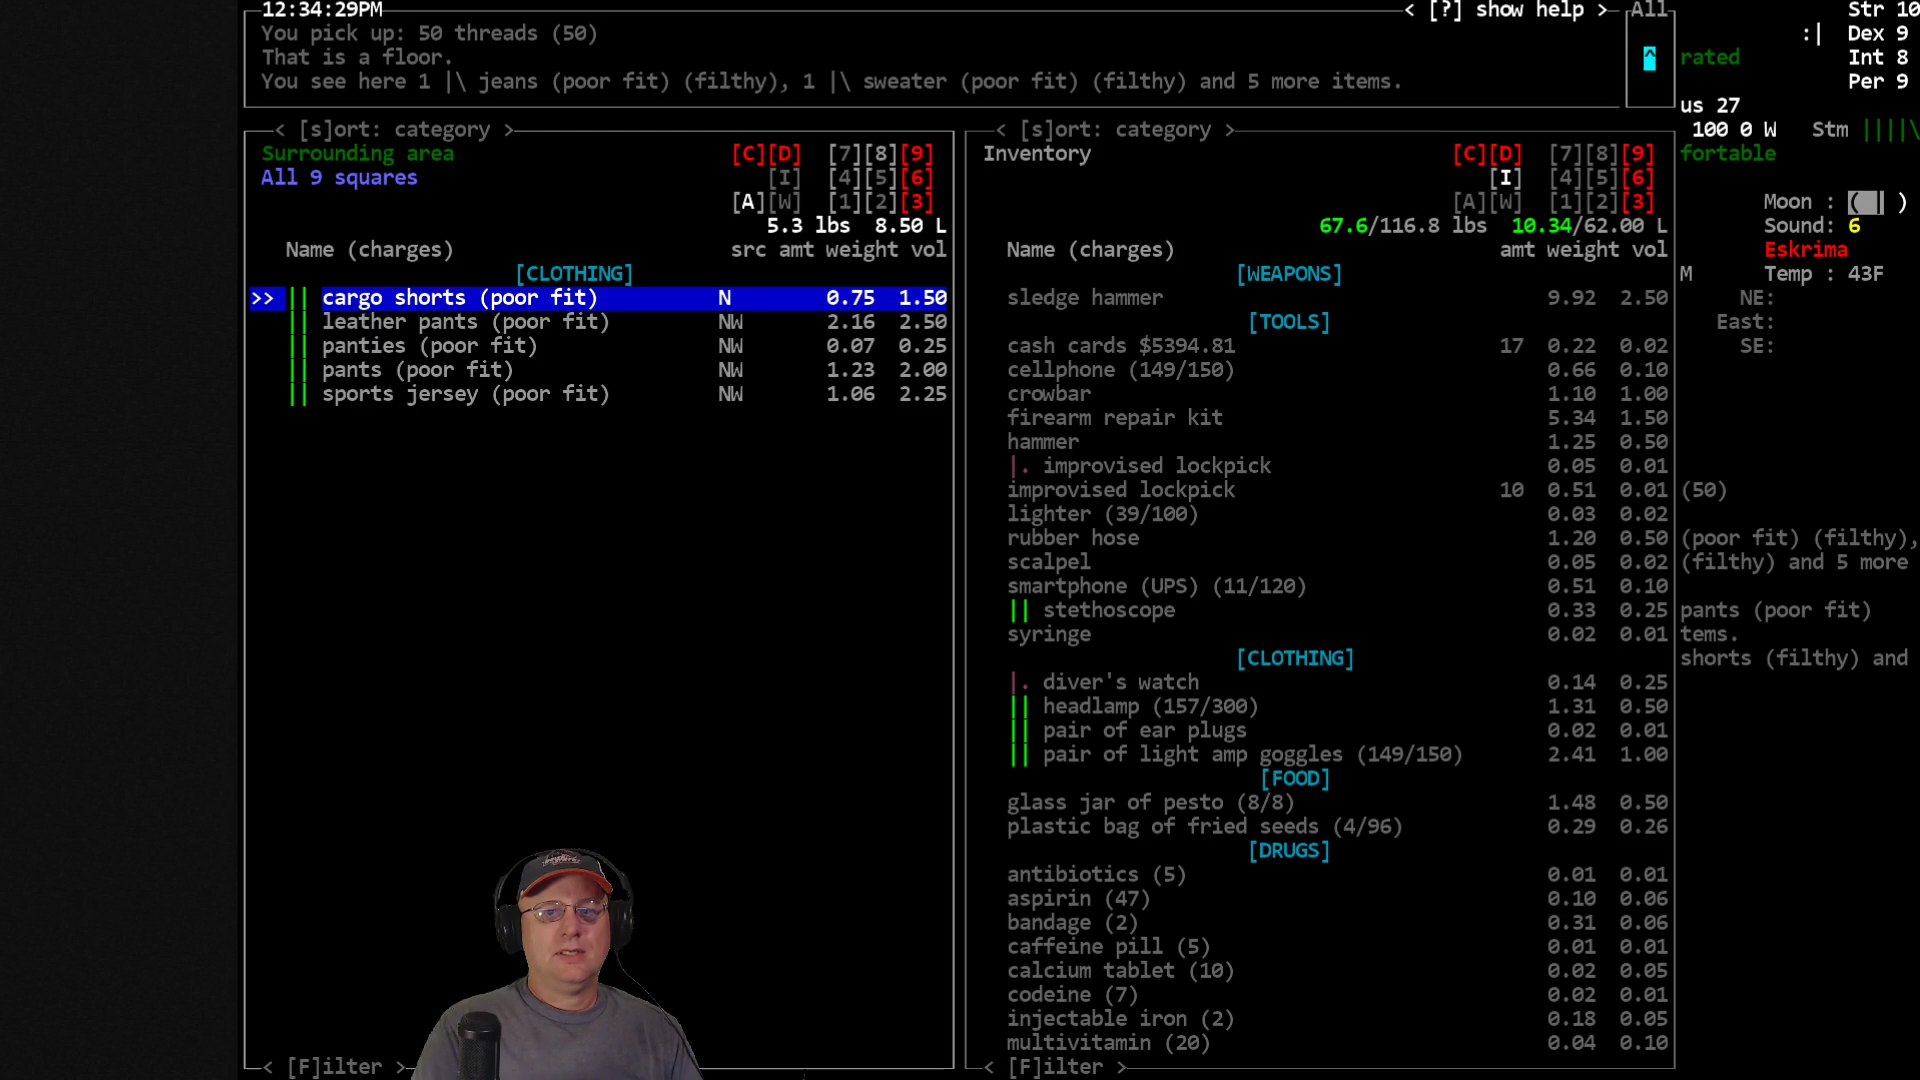 12:34:29PM < [?] show help > All Str 10
You pick up: 50 threads (50) :| Dex 9
That is a floor. ^ rated Int 8
You see here 1 |\ jeans (poor fit) (filthy), 1 |\ sweater (poor fit) (filthy) and 5 more items. Per 9
us 27
100 0 W Stm ||||\
fortable
Moon : ( | )
Sound: 6
Eskrima
M Temp : 43F
NE:
East:
SE:
(50)
(poor fit) (filthy),
(filthy) and 5 more
pants (poor fit)
tems.
shorts (filthy) and
< [s]ort: category >
Surrounding area [C][D] [7][8][9]
All 9 squares [I] [4][5][6]
[A][W] [1][2][3]
5.3 lbs 8.50 L
Name (charges) src amt weight vol
[CLOTHING]
>> || cargo shorts (poor fit) N 0.75 1.50
|| leather pants (poor fit) NW 2.16 2.50
|| panties (poor fit) NW 0.07 0.25
|| pants (poor fit) NW 1.23 2.00
|| sports jersey (poor fit) NW 1.06 2.25
< [F]ilter >
< [s]ort: category >
Inventory [C][D] [7][8][9]
[I] [4][5][6]
[A][W] [1][2][3]
67.6/116.8 lbs 10.34/62.00 L
Name (charges) amt weight vol
[WEAPONS]
sledge hammer 9.92 2.50
[TOOLS]
cash cards $5394.81 17 0.22 0.02
cellphone (149/150) 0.66 0.10
crowbar 1.10 1.00
firearm repair kit 5.34 1.50
hammer 1.25 0.50
|. improvised lockpick 0.05 0.01
improvised lockpick 10 0.51 0.01
lighter (39/100) 0.03 0.02
rubber hose 1.20 0.50
scalpel 0.05 0.02
smartphone (UPS) (11/120) 0.51 0.10
|| stethoscope 0.33 0.25
syringe 0.02 0.01
[CLOTHING]
|. diver's watch 0.14 0.25
|| headlamp (157/300) 1.31 0.50
|| pair of ear plugs 0.02 0.01
|| pair of light amp goggles (149/150) 2.41 1.00
[FOOD]
glass jar of pesto (8/8) 1.48 0.50
plastic bag of fried seeds (4/96) 0.29 0.26
[DRUGS]
antibiotics (5) 0.01 0.01
aspirin (47) 0.10 0.06
bandage (2) 0.31 0.06
caffeine pill (5) 0.01 0.01
calcium tablet (10) 0.02 0.05
codeine (7) 0.02 0.01
injectable iron (2) 0.18 0.05
multivitamin (20) 0.04 0.10
< [F]ilter >